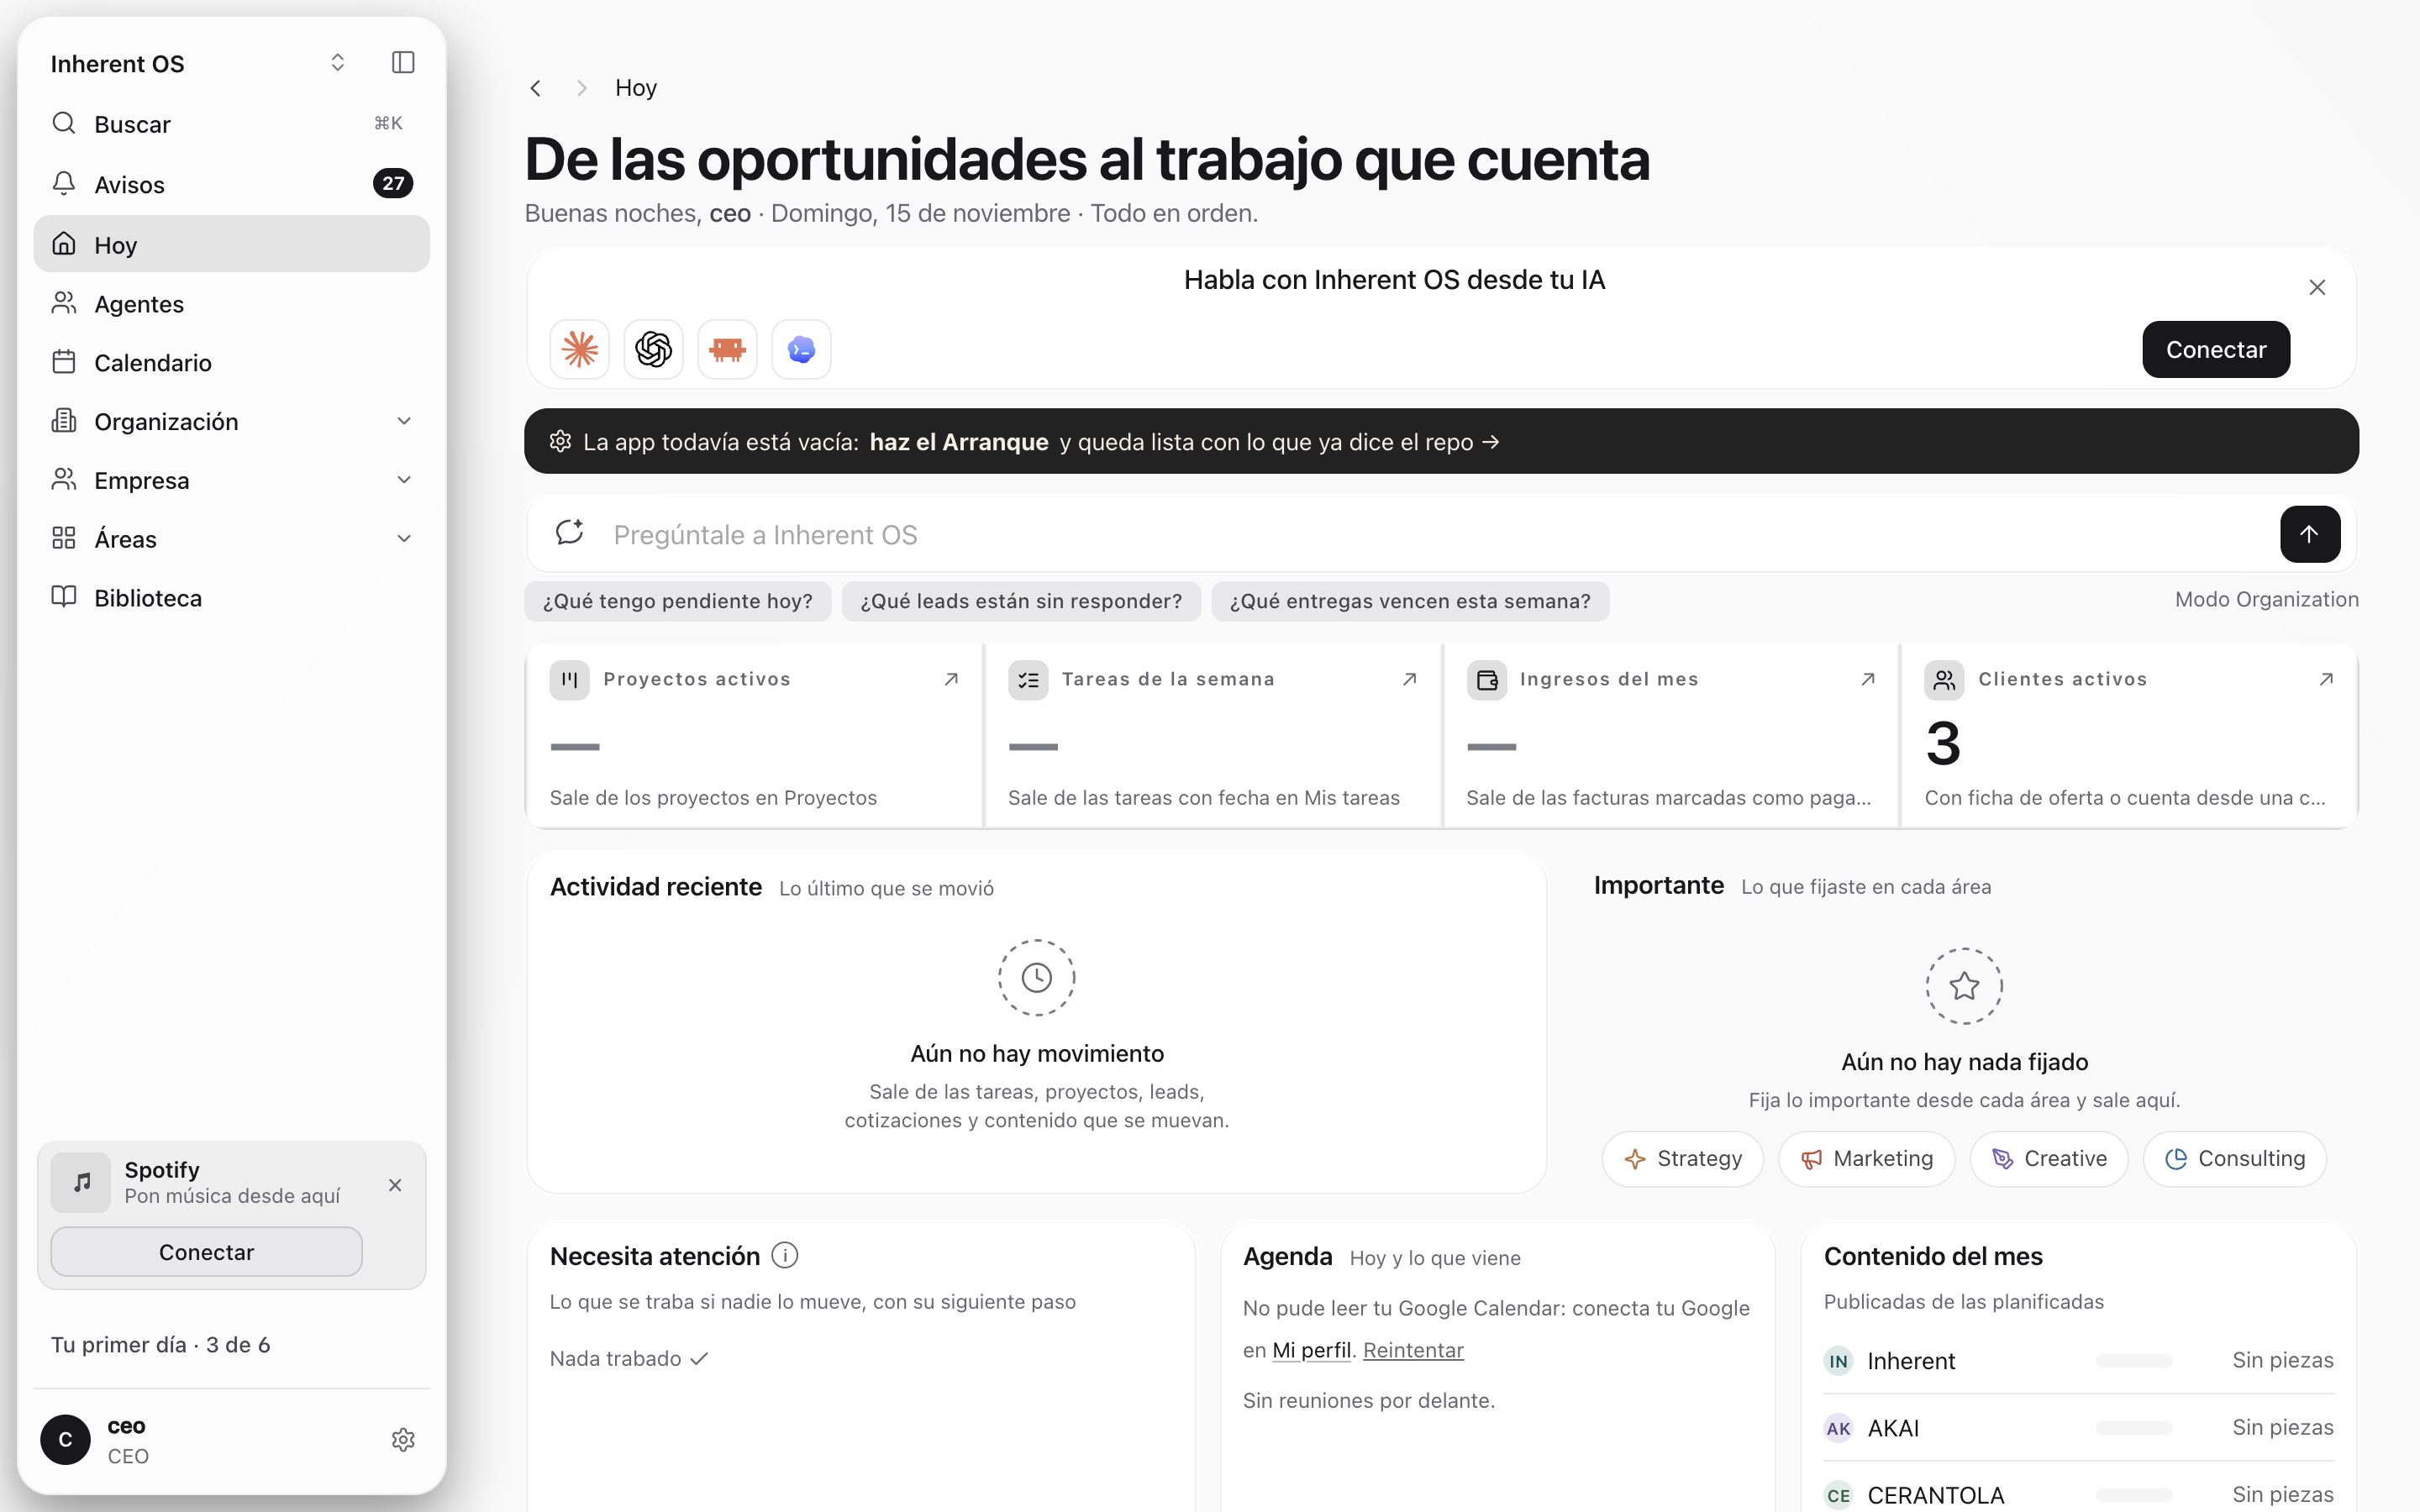 Inherent OS
Buscar ⌘K
Avisos 27
Hoy
Agentes
Calendario
Organización
Empresa
Áreas
Biblioteca
Spotify
Pon música desde aquí
Conectar
Tu primer día · 3 de 6
C
ceo
CEO
Hoy
De las oportunidades al trabajo que cuenta
Buenas noches, ceo · Domingo, 15 de noviembre · Todo en orden.
Habla con Inherent OS desde tu IA
Conectar
La app todavía está vacía: haz el Arranque y queda lista con lo que ya dice el repo →
Pregúntale a Inherent OS
¿Qué tengo pendiente hoy? ¿Qué leads están sin responder? ¿Qué entregas vencen esta semana? Modo Organization
Proyectos activos
—
Sale de los proyectos en Proyectos
Tareas de la semana
—
Sale de las tareas con fecha en Mis tareas
Ingresos del mes
—
Sale de las facturas marcadas como paga...
Clientes activos
3
Con ficha de oferta o cuenta desde una c...
Actividad reciente Lo último que se movió
Aún no hay movimiento
Sale de las tareas, proyectos, leads,
cotizaciones y contenido que se muevan.
Importante Lo que fijaste en cada área
Aún no hay nada fijado
Fija lo importante desde cada área y sale aquí.
Strategy Marketing Creative Consulting
Necesita atención
Lo que se traba si nadie lo mueve, con su siguiente paso
Nada trabado ✓
Agenda Hoy y lo que viene
No pude leer tu Google Calendar: conecta tu Google
en Mi perfil. Reintentar
Sin reuniones por delante.
Contenido del mes
Publicadas de las planificadas
IN Inherent Sin piezas
AK AKAI Sin piezas
CE CERANTOLA Sin piezas